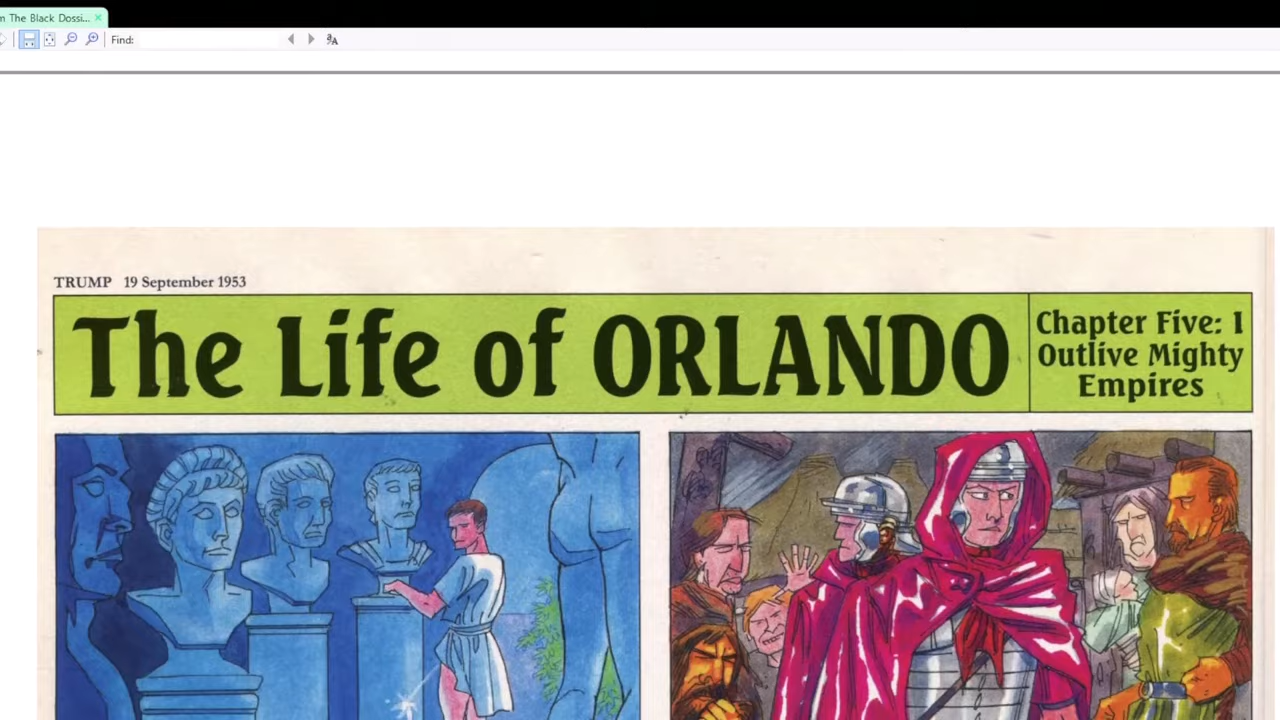 m The Black Dossi...
Find:
TRUMP 19 September 1953
The Life of ORLANDO
Chapter Five: I
Outlive Mighty
Empires